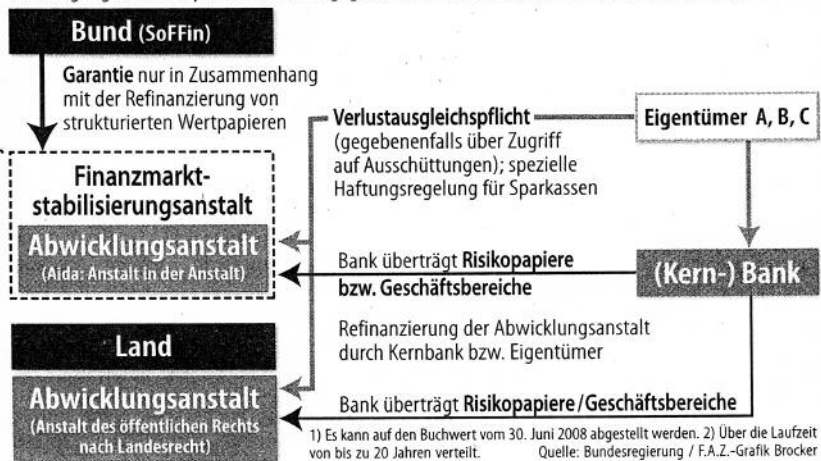 Bund (SoFFin)
Garantie nur in Zusammenhang
mit der Refinanzierung von
strukturierten Wertpapieren
Verlustausgleichspflicht
(gegebenenfalls über Zugriff
auf Ausschüttungen); spezielle
Haftungsregelung für Sparkassen
Eigentümer A, B, C
Finanzmarkt-
stabilisierungsanstalt
Abwicklungsanstalt
(Aida: Anstalt in der Anstalt)
Bank überträgt Risikopapiere
bzw. Geschäftsbereiche
(Kern-) Bank
Refinanzierung der Abwicklungsanstalt
durch Kernbank bzw. Eigentümer
Land
Abwicklungsanstalt
(Anstalt des öffentlichen Rechts
nach Landesrecht)
Bank überträgt Risikopapiere/Geschäftsbereiche
1) Es kann auf den Buchwert vom 30. Juni 2008 abgestellt werden. 2) Über die Laufzeit
von bis zu 20 Jahren verteilt. Quelle: Bundesregierung / F.A.Z.-Grafik Brocker